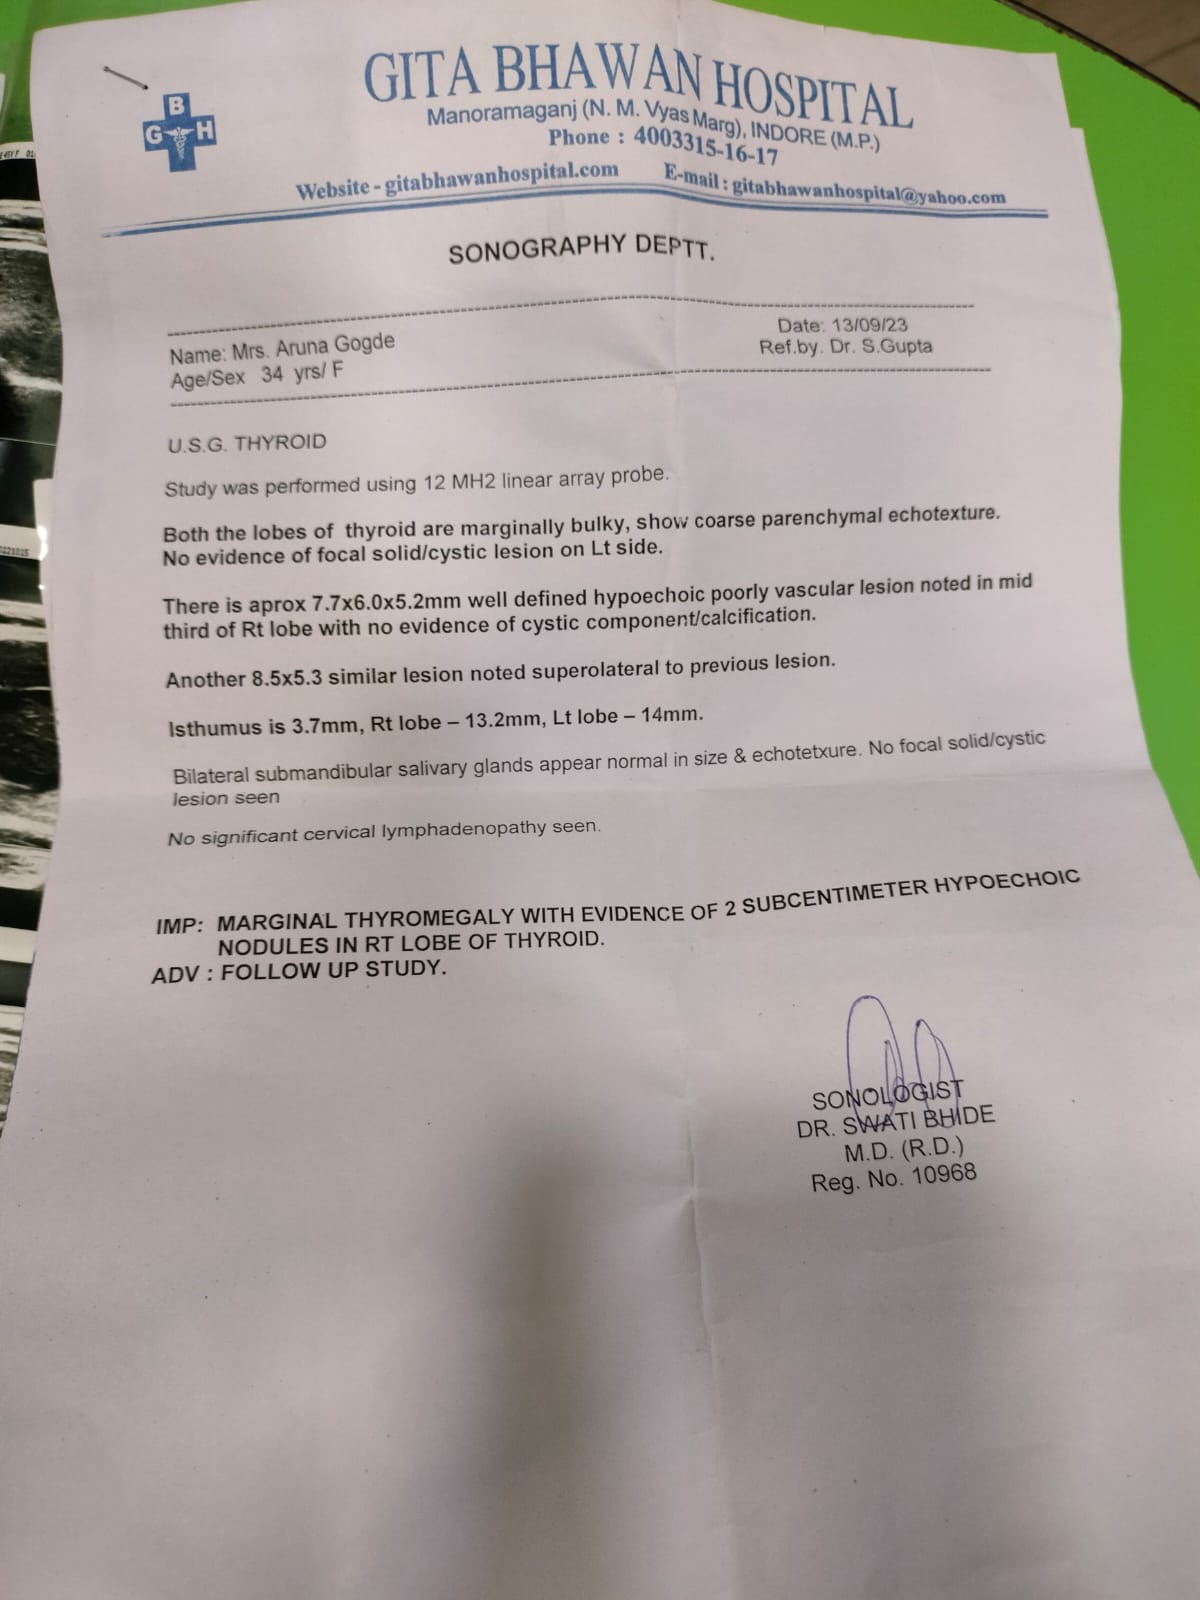 GITA BHAWAN HOSPITAL
B
G H
Manoramaganj (N. M. Vyas Marg), INDORE (M.P.)
Phone : 4003315-16-17
Website - gitabhawanhospital.com E-mail : gitabhawanhospital@yahoo.com
SONOGRAPHY DEPTT.
Name: Mrs. Aruna Gogde Date: 13/09/23
Age/Sex 34 yrs/ F Ref.by. Dr. S.Gupta
U.S.G. THYROID
Study was performed using 12 MH2 linear array probe.
Both the lobes of thyroid are marginally bulky, show coarse parenchymal echotexture.
No evidence of focal solid/cystic lesion on Lt side.
There is aprox 7.7x6.0x5.2mm well defined hypoechoic poorly vascular lesion noted in mid
third of Rt lobe with no evidence of cystic component/calcification.
Another 8.5x5.3 similar lesion noted superolateral to previous lesion.
Isthumus is 3.7mm, Rt lobe – 13.2mm, Lt lobe – 14mm.
Bilateral submandibular salivary glands appear normal in size & echotetxure. No focal solid/cystic
lesion seen
No significant cervical lymphadenopathy seen.
IMP: MARGINAL THYROMEGALY WITH EVIDENCE OF 2 SUBCENTIMETER HYPOECHOIC
NODULES IN RT LOBE OF THYROID.
ADV : FOLLOW UP STUDY.
SONOLOGIST
DR. SWATI BHIDE
M.D. (R.D.)
Reg. No. 10968